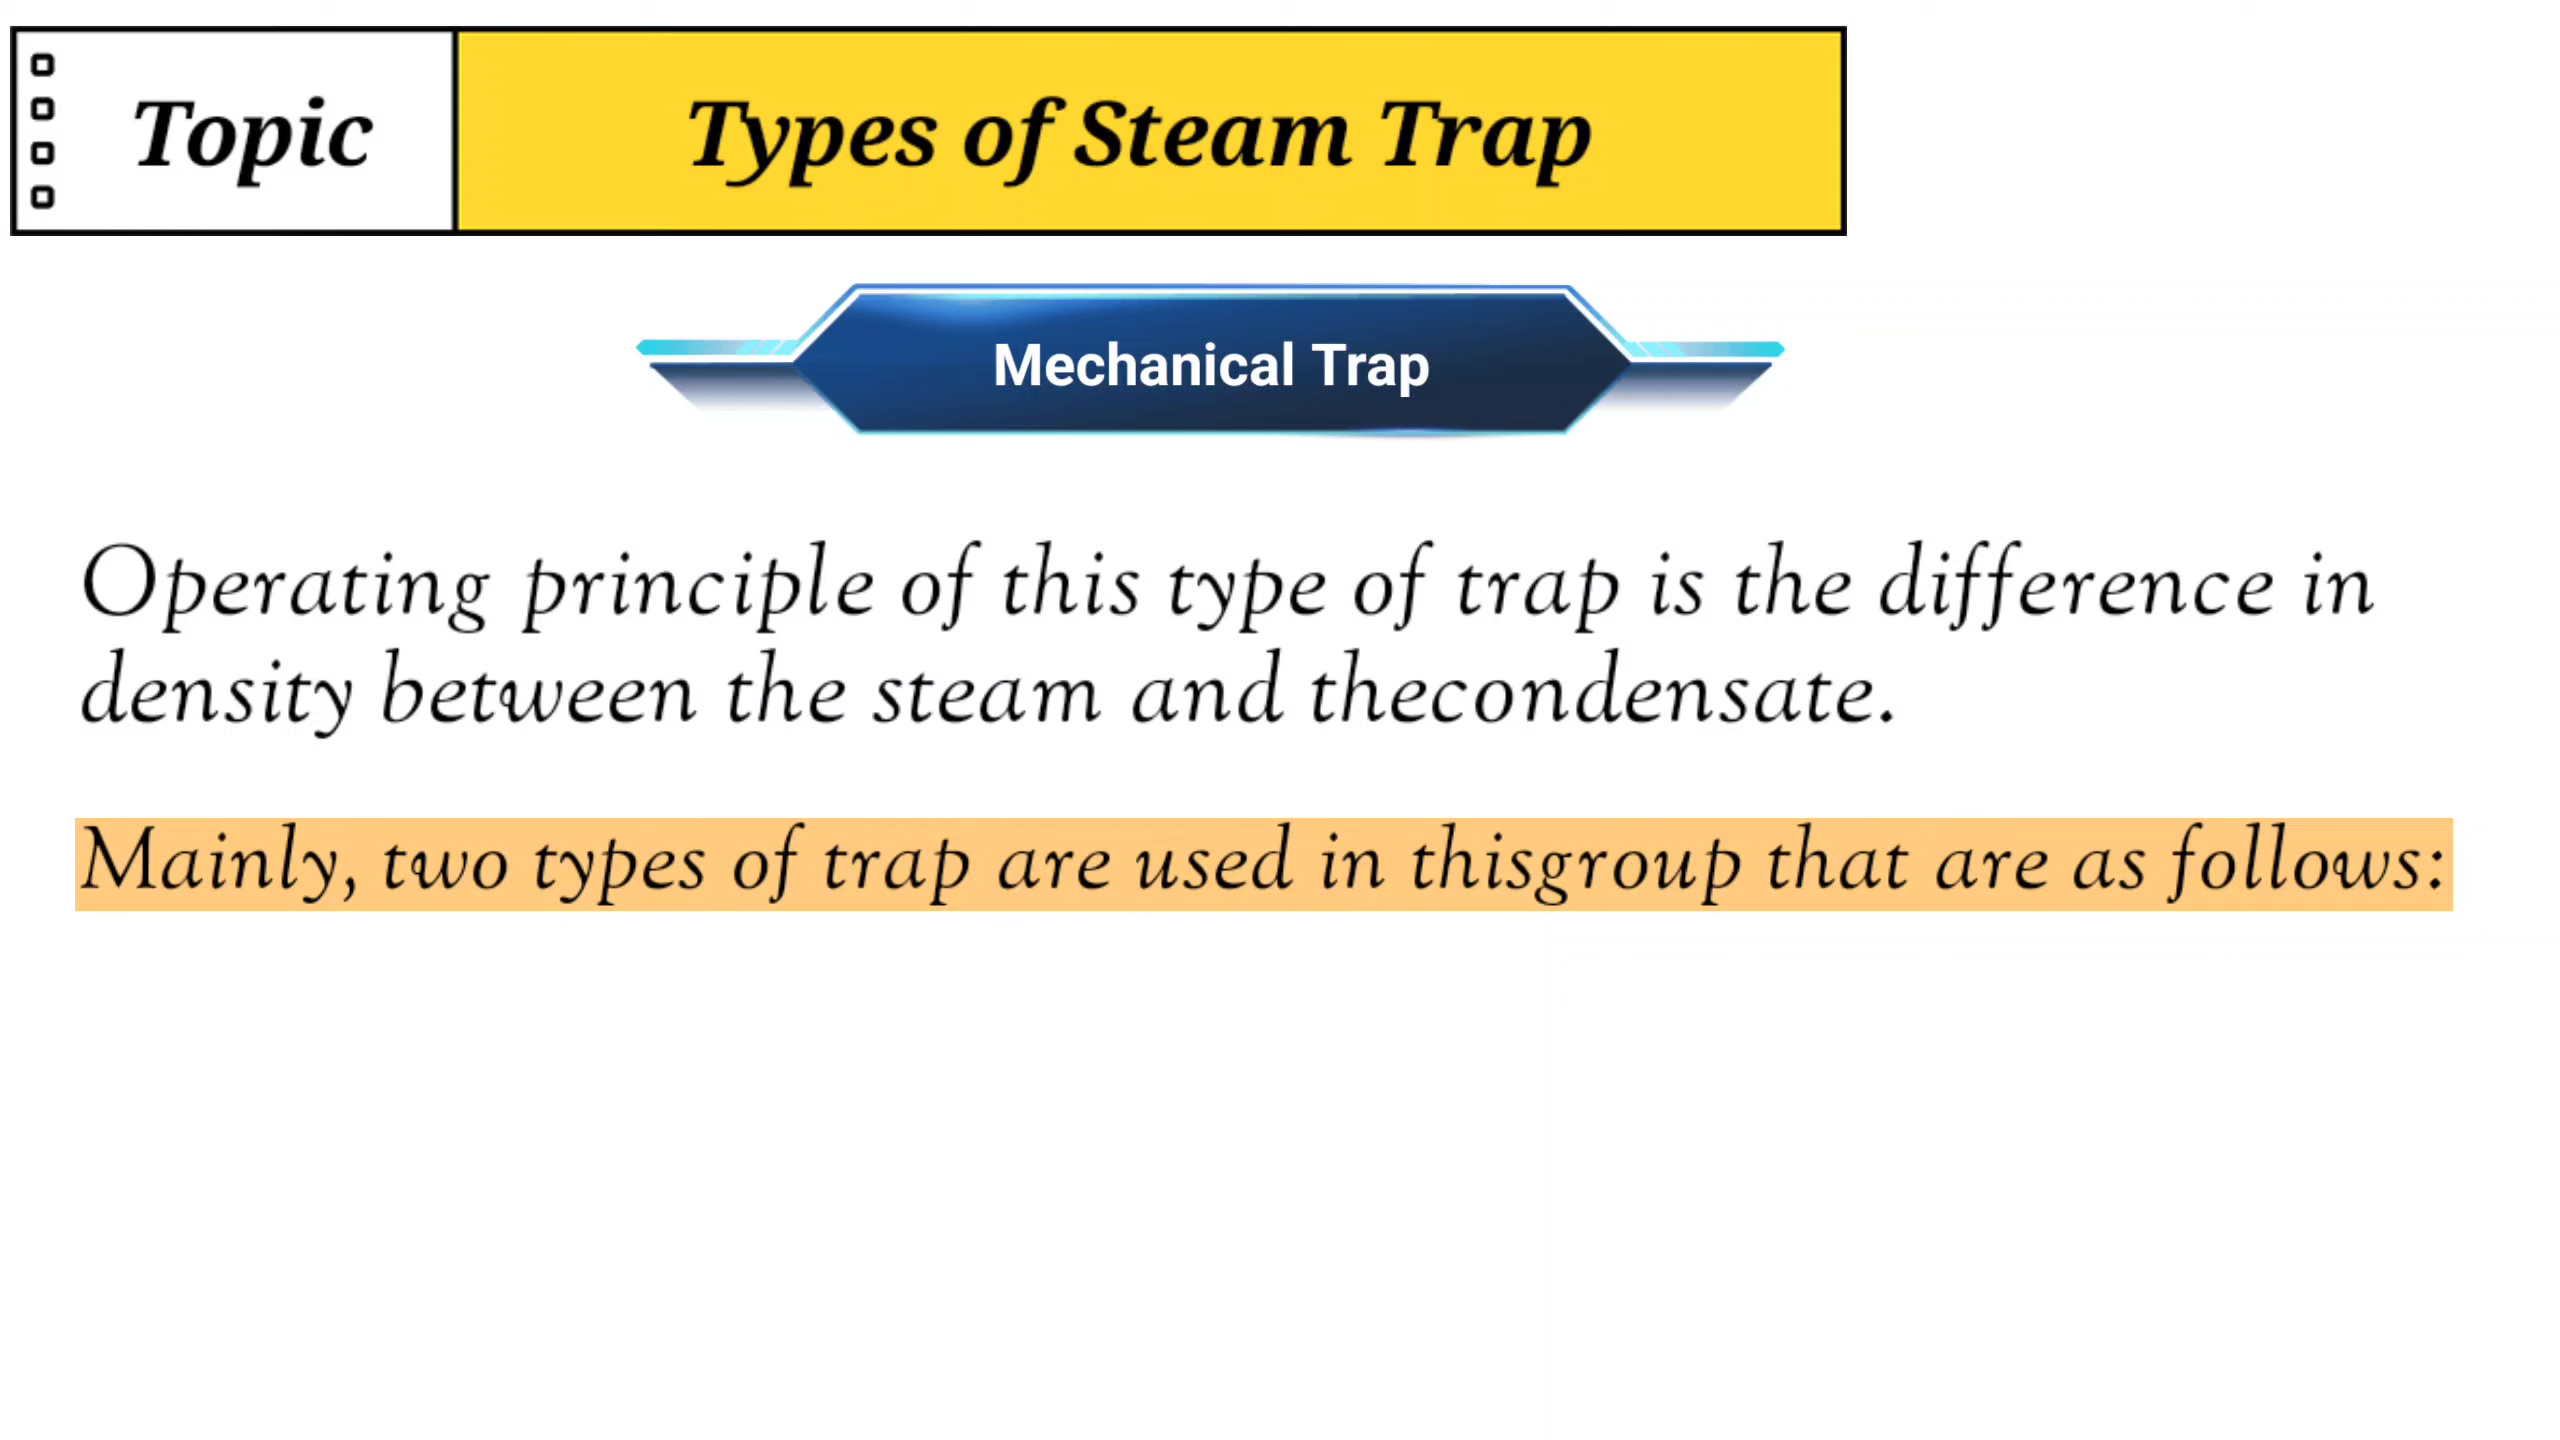 Topic
Types of Steam Trap
Mechanical Trap
Operating principle of this type of trap is the difference in
density between the steam and thecondensate.
Mainly, two types of trap are used in thisgroup that are as follows: